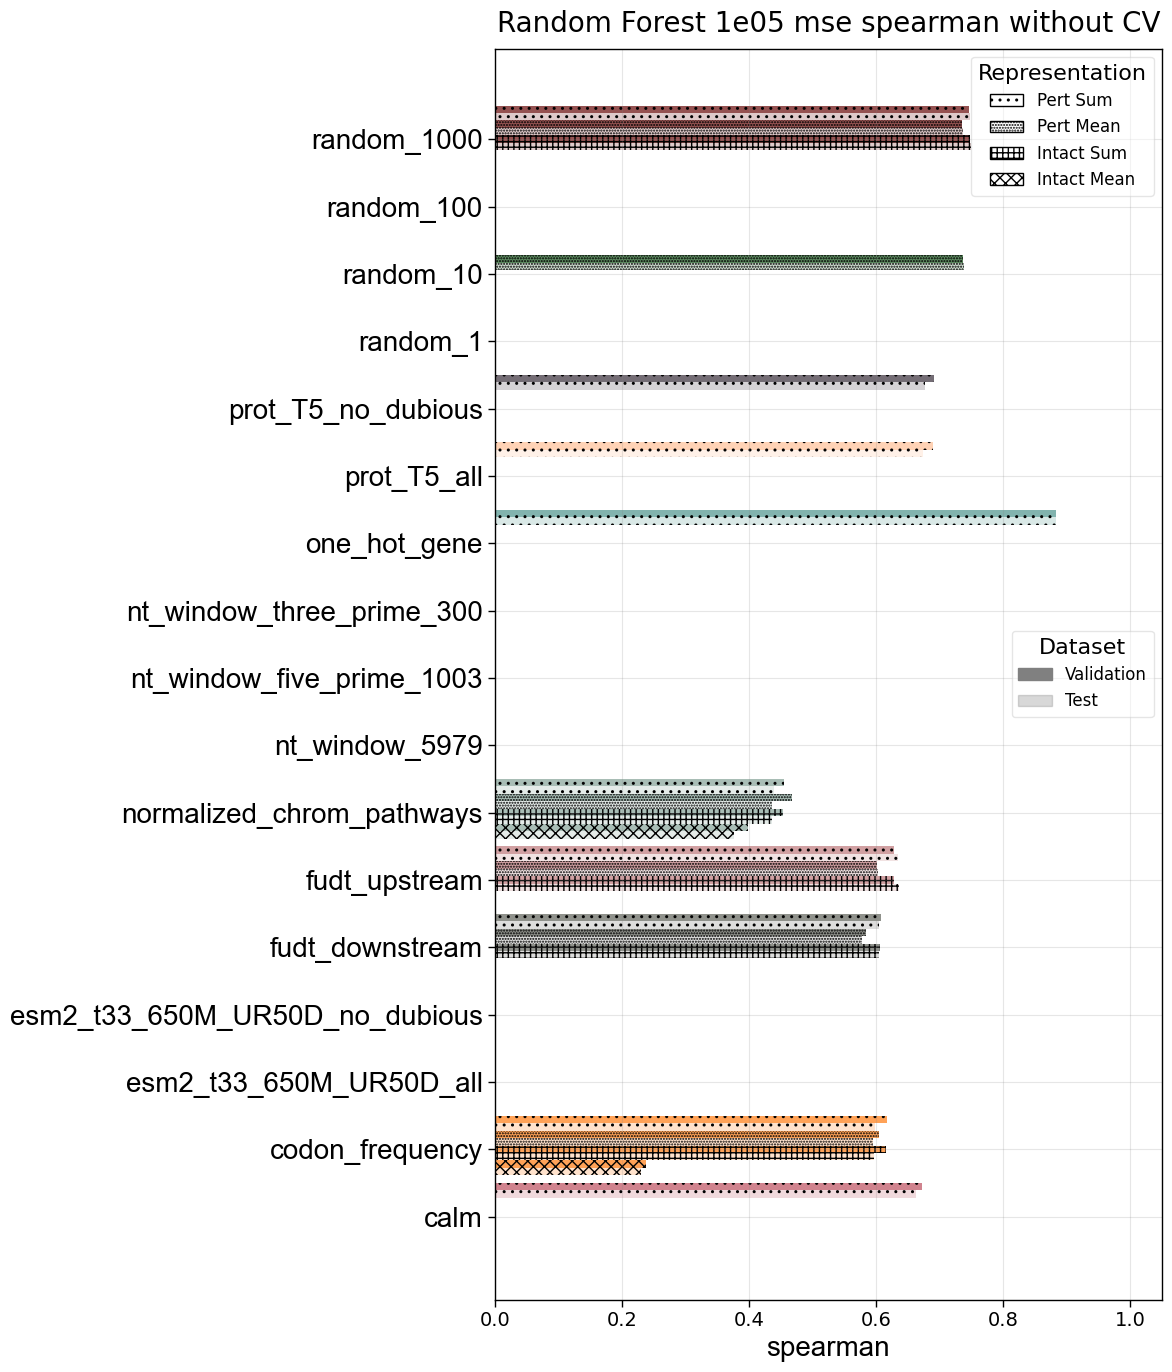 Random Forest 1e05 mse spearman without CV
Representation
Pert Sum
Pert Mean
Intact Sum
Intact Mean
random_1000
random_100
random_10
random_1
prot_T5_no_dubious
prot_T5_all
one_hot_gene
nt_window_three_prime_300
nt_window_five_prime_1003
Dataset
Validation
Test
nt_window_5979
normalized_chrom_pathways
fudt_upstream
fudt_downstream
esm2_t33_650M_UR50D_no_dubious
esm2_t33_650M_UR50D_all
codon_frequency
calm
0.0 0.2 0.4 0.6 0.8 1.0
spearman